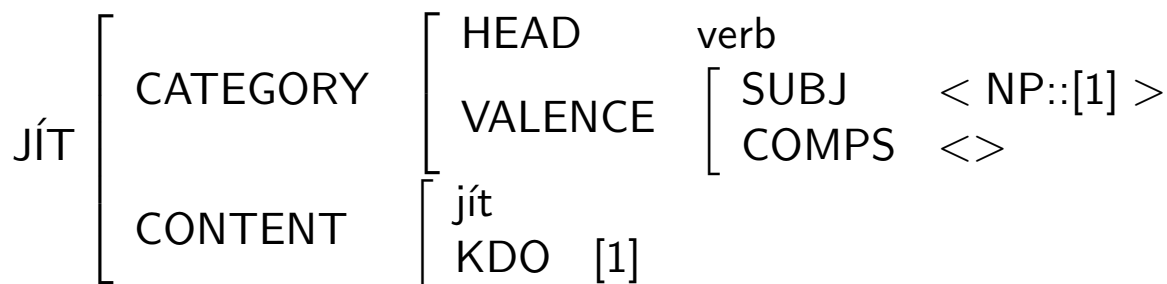 HEAD verb
CATEGORY SUBJ < NP::[1] >
VALENCE
JÍT COMPS <>
jít
CONTENT
KDO [1]